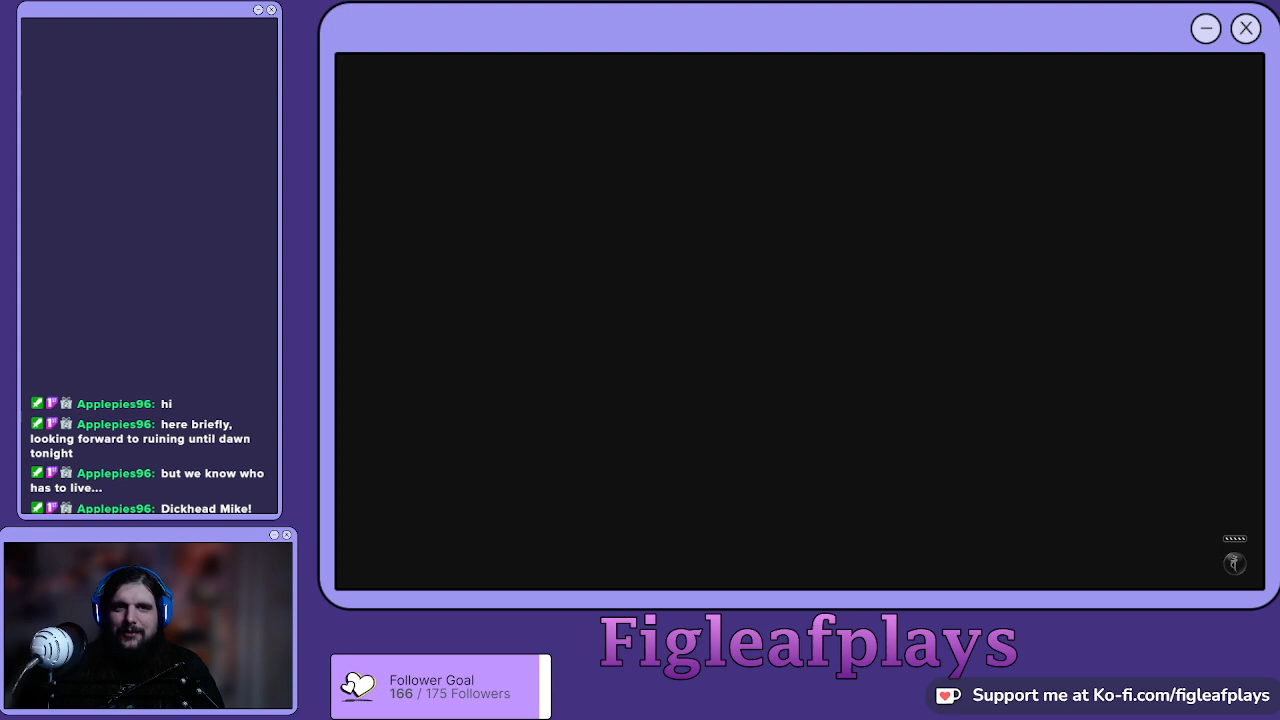 Applepies96: hi
Applepies96: here briefly,
looking forward to ruining until dawn
tonight
Applepies96: but we know who
has to live...
Applepies96: Dickhead Mike!
Figleafplays
Follower Goal
166 / 175 Followers
Support me at Ko-fi.com/figleafplays